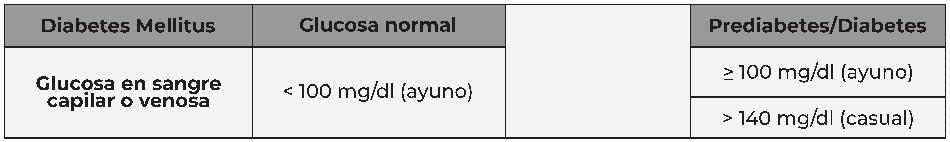 Diabetes Mellitus
Glucosa normal
Prediabetes/Diabetes
Glucosa en sangre
capilar o venosa
< 100 mg/dl (ayuno)
≥ 100 mg/dl (ayuno)
> 140 mg/dl (casual)